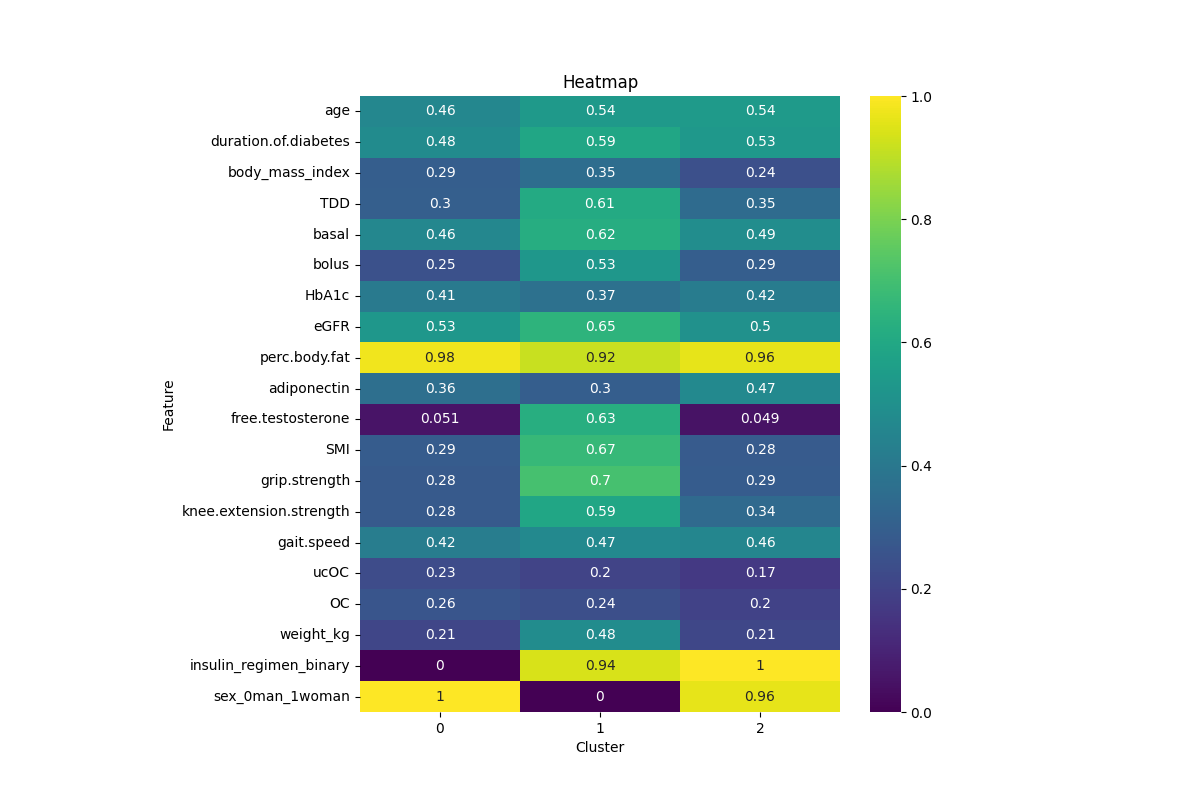 Heatmap
age 0.46 0.54 0.54 1.0
duration.of.diabetes 0.48 0.59 0.53
body_mass_index 0.29 0.35 0.24
TDD 0.3 0.61 0.35 0.8
basal 0.46 0.62 0.49
bolus 0.25 0.53 0.29
HbA1c 0.41 0.37 0.42
eGFR 0.53 0.65 0.5 0.6
perc.body.fat 0.98 0.92 0.96
adiponectin 0.36 0.3 0.47
Feature
free.testosterone 0.051 0.63 0.049
SMI 0.29 0.67 0.28 0.4
grip.strength 0.28 0.7 0.29
knee.extension.strength 0.28 0.59 0.34
gait.speed 0.42 0.47 0.46
ucOC 0.23 0.2 0.17 0.2
OC 0.26 0.24 0.2
weight_kg 0.21 0.48 0.21
insulin_regimen_binary 0 0.94 1
sex_0man_1woman 1 0 0.96 0.0
0 1 2
Cluster